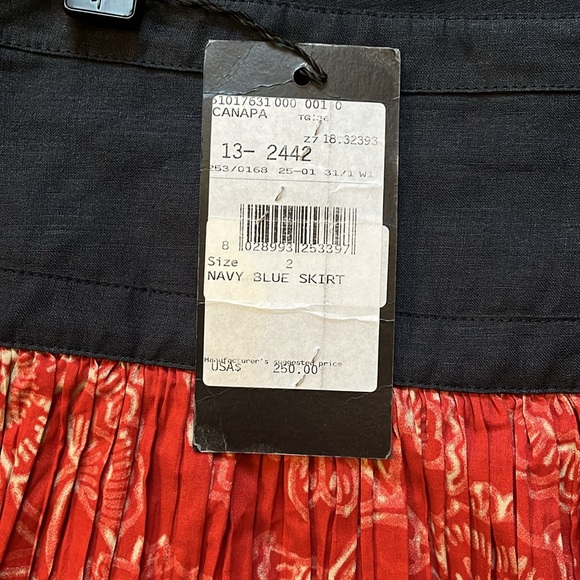 51017631 000 001 0
CANAPA TG:36
Z7 18.32393
13- 2442
253/0168 25-01 31/1 W1
8 028993 253397
Size 2
NAVY BLUE SKIRT
Manufacturer's suggested price
USA$ 250.00